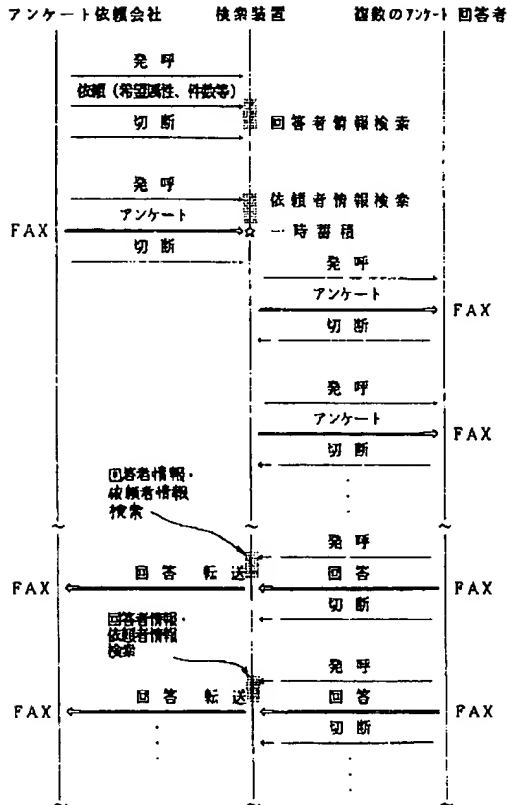 アンケート依頼会社 検索装置 複数のアンケート回答者
発呼
依頼（希望属性、件数等）
切断
回答者情報検索
発呼
依頼者情報検索
アンケート
FAX
一時蓄積
切断
発呼
アンケート
FAX
切断
発呼
アンケート
FAX
切断
回答者情報・
依頼者情報
検索
発呼
FAX 回答 転送 回答 FAX
切断
回答者情報・
依頼者情報
検索
発呼
FAX 回答 転送 回答 FAX
切断